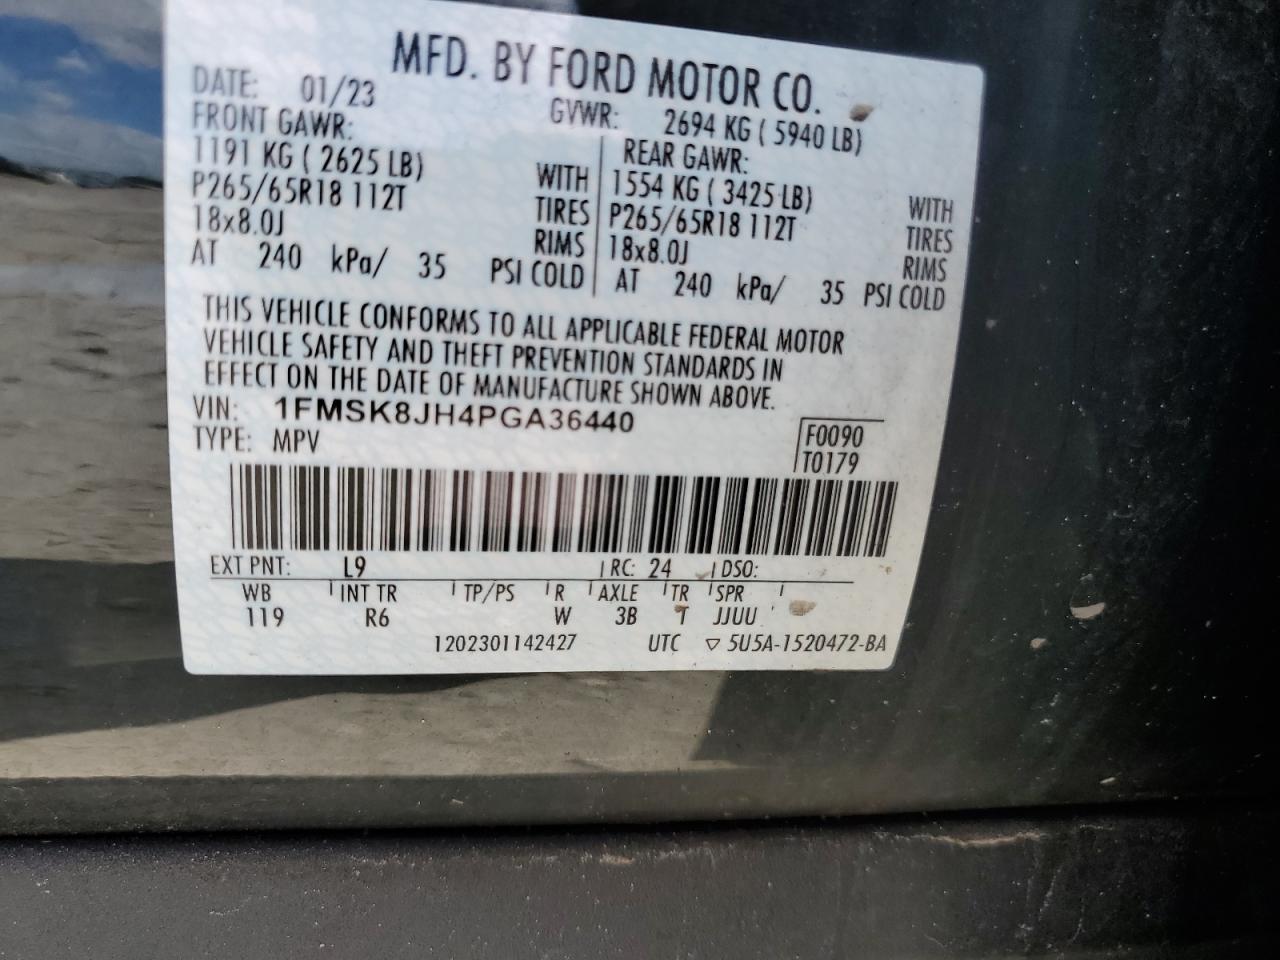 MFD. BY FORD MOTOR CO.
DATE: 01/23 GVWR: 2694 KG ( 5940 LB)
FRONT GAWR: REAR GAWR:
1191 KG ( 2625 LB) WITH 1554 KG ( 3425 LB) WITH
P265/65R18 112T TIRES P265/65R18 112T TIRES
18x8.0J RIMS 18x8.0J RIMS
AT 240 kPa/ 35 PSI COLD AT 240 kPa/ 35 PSI COLD
THIS VEHICLE CONFORMS TO ALL APPLICABLE FEDERAL MOTOR
VEHICLE SAFETY AND THEFT PREVENTION STANDARDS IN
EFFECT ON THE DATE OF MANUFACTURE SHOWN ABOVE.
VIN: 1FMSK8JH4PGA36440
TYPE: MPV
F0090
T0179
EXT PNT: L9 RC: 24 DSO:
WB INT TR TP/PS R AXLE TR SPR
119 R6 W 3B T JJUU
1202301142427 UTC ▽ 5U5A-1520472-BA